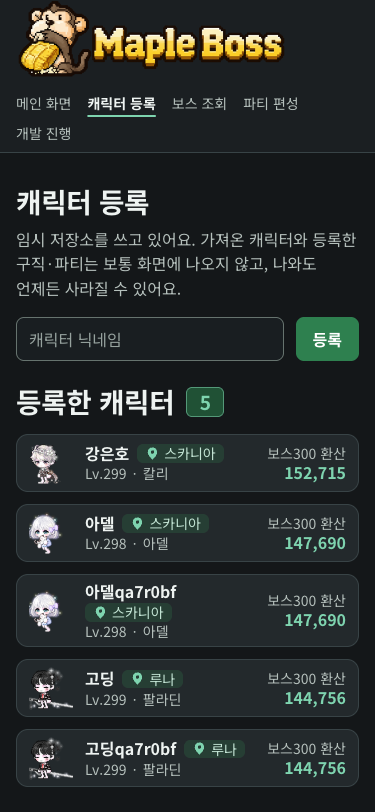 Maple Boss
메인 화면 캐릭터 등록 보스 조회 파티 편성
개발 진행
캐릭터 등록
임시 저장소를 쓰고 있어요. 가져온 캐릭터와 등록한
구직·파티는 보통 화면에 나오지 않고, 나와도
언제든 사라질 수 있어요.
캐릭터 닉네임 등록
등록한 캐릭터 5
강은호 스카니아 보스300 환산
Lv.299 · 칼리 152,715
아델 스카니아 보스300 환산
Lv.298 · 아델 147,690
아델qa7r0bf
스카니아 보스300 환산
Lv.298 · 아델 147,690
고딩 루나 보스300 환산
Lv.299 · 팔라딘 144,756
고딩qa7r0bf 루나 보스300 환산
Lv.299 · 팔라딘 144,756